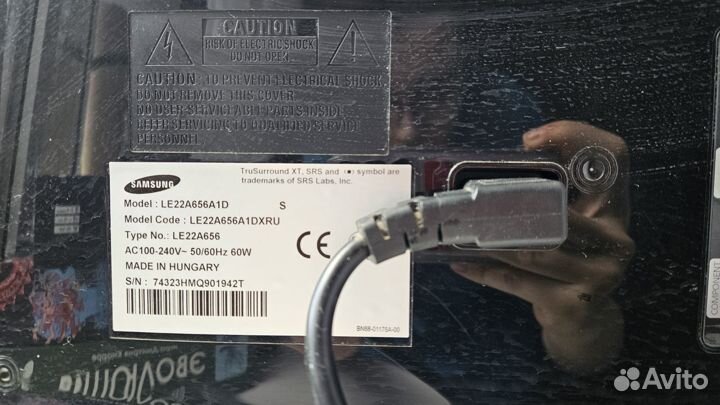 CAUTION
RISK OF ELECTRIC SHOCK
DO NOT OPEN
CAUTION: TO PREVENT ELECTRICAL SHOCK,
DO NOT REMOVE THIS COVER.
NO USER SERVICEABLE PARTS INSIDE.
REFER SERVICING TO QUALIFIED SERVICE
PERSONNEL.
TruSurround XT, SRS and (●) symbol are
trademarks of SRS Labs, Inc.
SAMSUNG
Model : LE22A656A1D S
Model Code : LE22A656A1DXRU
Type No.: LE22A656
AC100-240V~ 50/60Hz 60W
MADE IN HUNGARY
S/N : 74323HMQ901942T
CE
BN68-01175A-00
COMPONENT
Avito